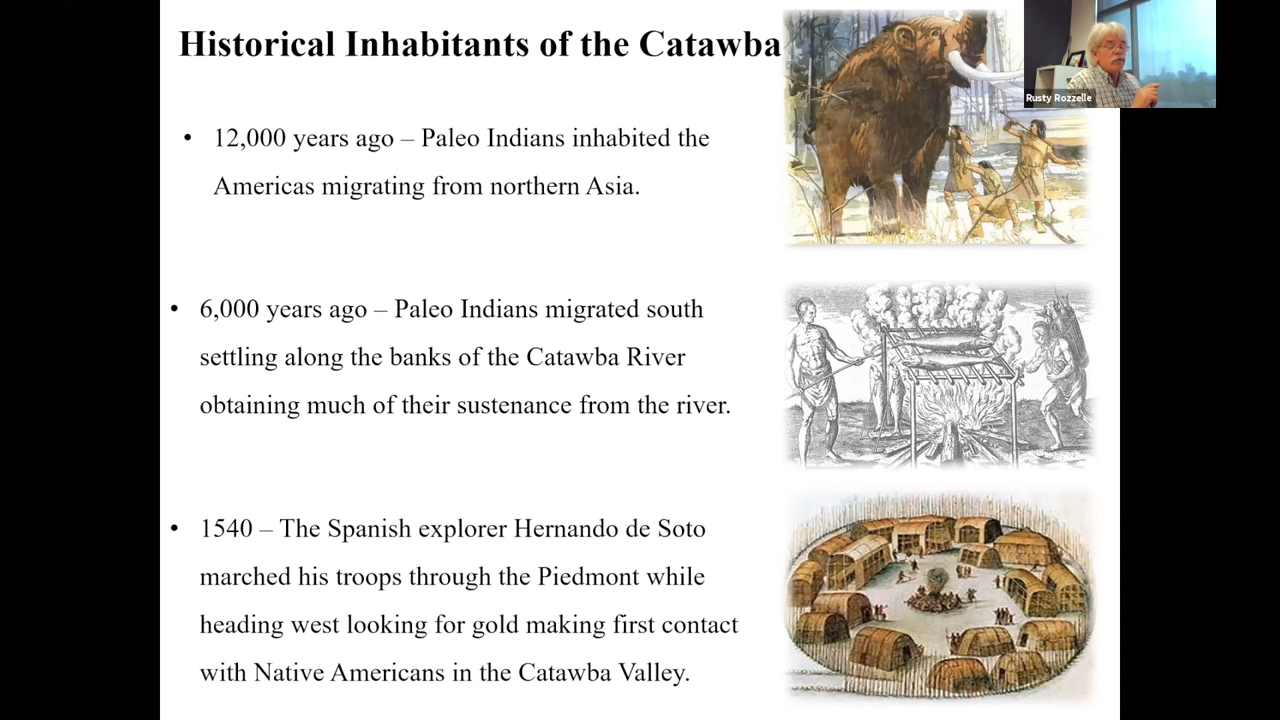 Historical Inhabitants of the Catawba
Rusty Rozzelle
• 12,000 years ago – Paleo Indians inhabited the
Americas migrating from northern Asia.
• 6,000 years ago – Paleo Indians migrated south
settling along the banks of the Catawba River
obtaining much of their sustenance from the river.
• 1540 – The Spanish explorer Hernando de Soto
marched his troops through the Piedmont while
heading west looking for gold making first contact
with Native Americans in the Catawba Valley.